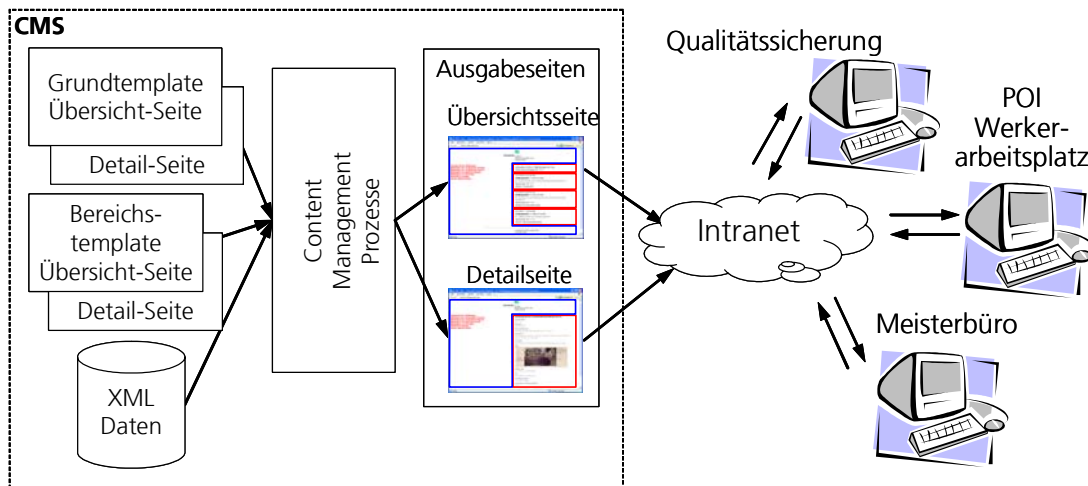 CMS
Grundtemplate
Übersicht-Seite
Detail-Seite
Bereichs-
template
Übersicht-Seite
Detail-Seite
XML
Daten
Content
Management
Prozesse
Ausgabeseiten
Übersichtsseite
Detailseite
Intranet
Qualitätssicherung
POI
Werker-
arbeitsplatz
Meisterbüro